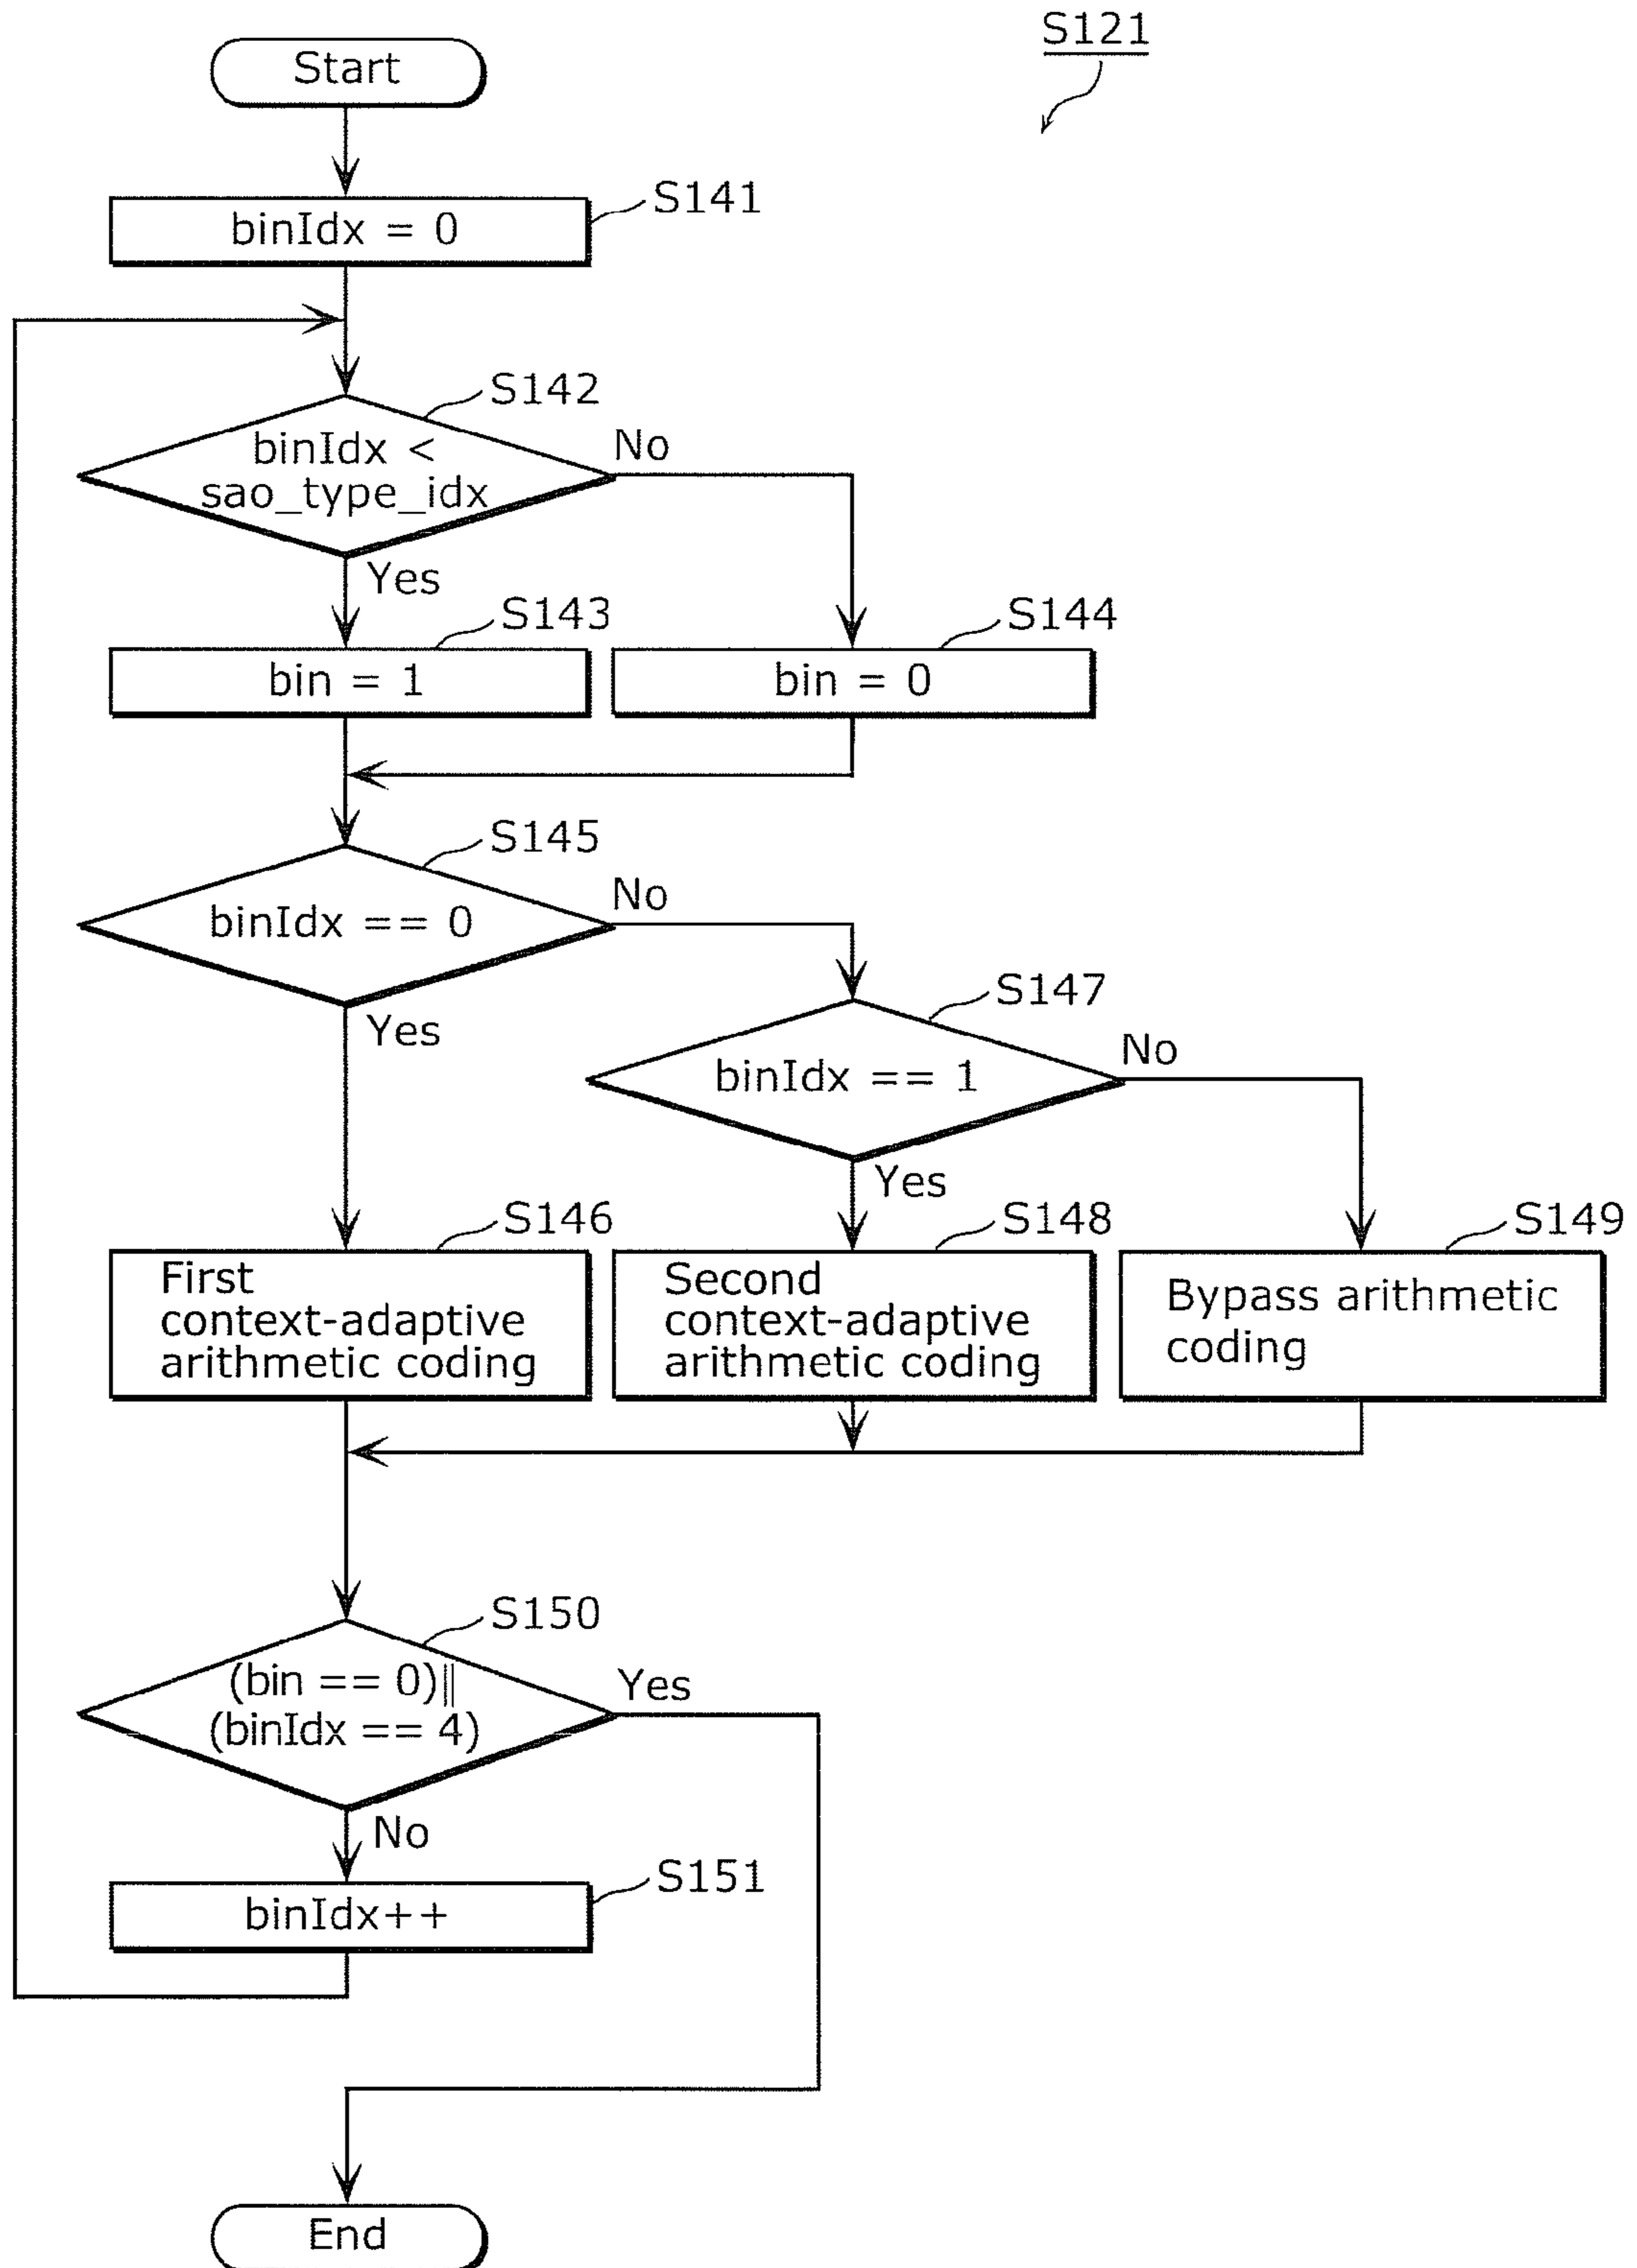 S121
Start
S141
binIdx = 0
S142
binIdx <
sao_type_idx
No
Yes
S143
bin = 1
S144
bin = 0
S145
binIdx == 0
No
Yes
S147
binIdx == 1
No
Yes
S146
First
context-adaptive
arithmetic coding
S148
Second
context-adaptive
arithmetic coding
S149
Bypass arithmetic
coding
S150
(bin == 0)||
(binIdx == 4)
Yes
No
S151
binIdx++
End